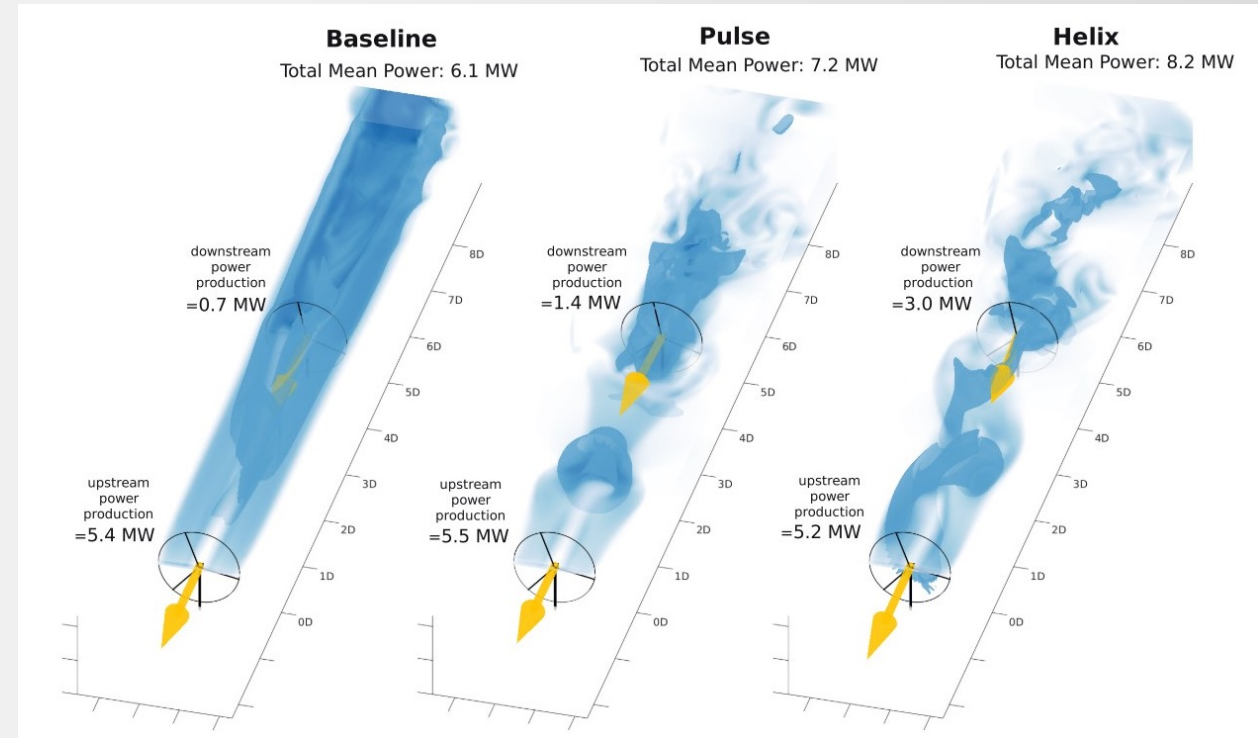 Baseline
Total Mean Power: 6.1 MW
downstream
power
production
=0.7 MW
upstream
power
production
=5.4 MW
8D
7D
6D
5D
4D
3D
2D
1D
0D
Pulse
Total Mean Power: 7.2 MW
downstream
power
production
=1.4 MW
upstream
power
production
=5.5 MW
8D
7D
6D
5D
4D
3D
2D
1D
0D
Helix
Total Mean Power: 8.2 MW
downstream
power
production
=3.0 MW
upstream
power
production
=5.2 MW
8D
7D
6D
5D
4D
3D
2D
1D
0D